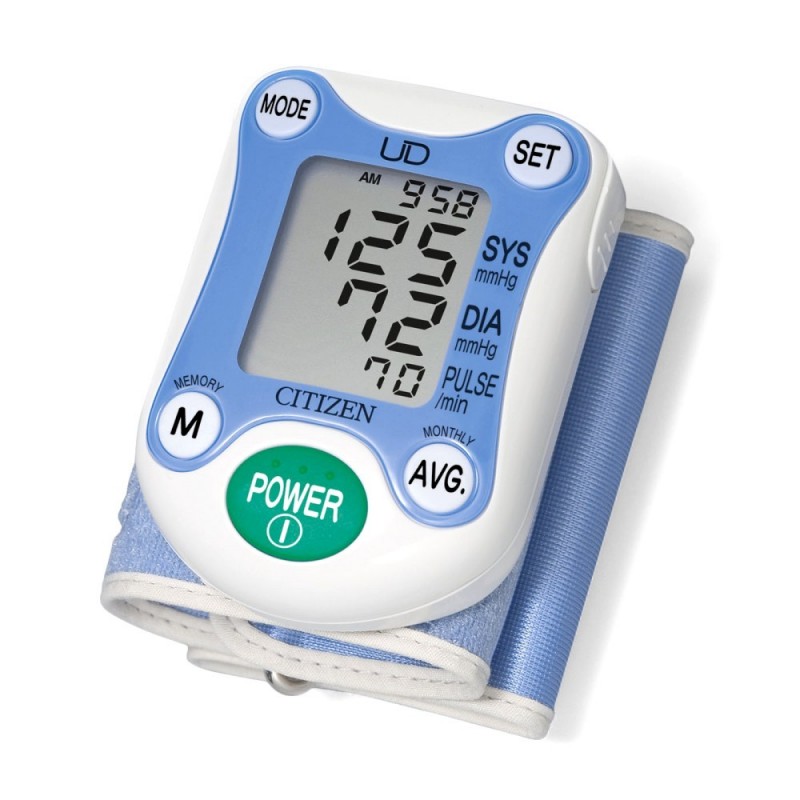 MODE
UD
SET
AM 958
125 SYS
mmHg
72 DIA
mmHg
70 PULSE
/min
MEMORY
M
CITIZEN
MONTHLY
AVG.
POWER